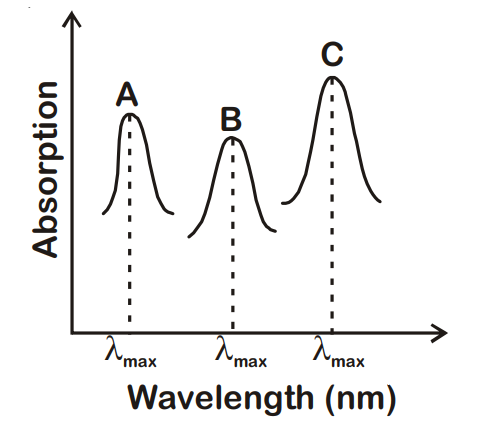 C
A
B
Absorption
λmax λmax λmax
Wavelength (nm)